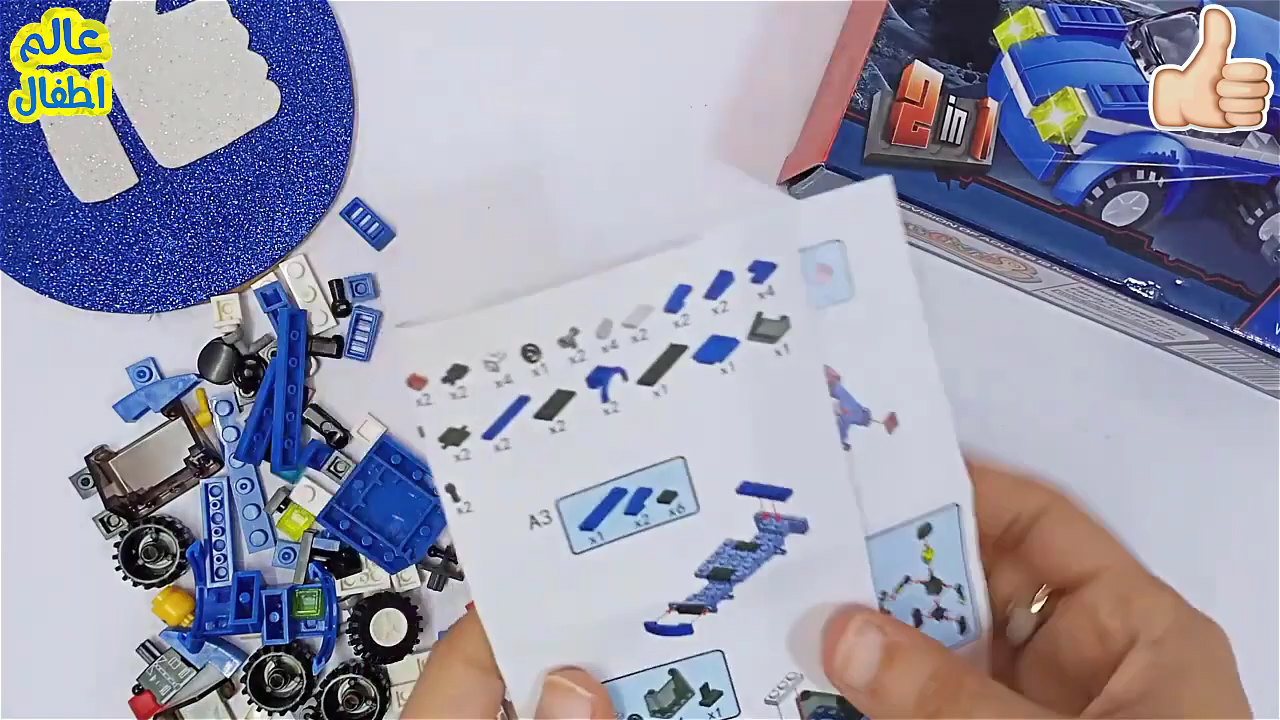 عالم
اطفال
2 in 1
x2 x2 x4 x1 x2 x4 x2 x2 x2 x4
x2 x2 x2 x2 x1 x1 x1
x2
A3
x1 x2 x6
x1